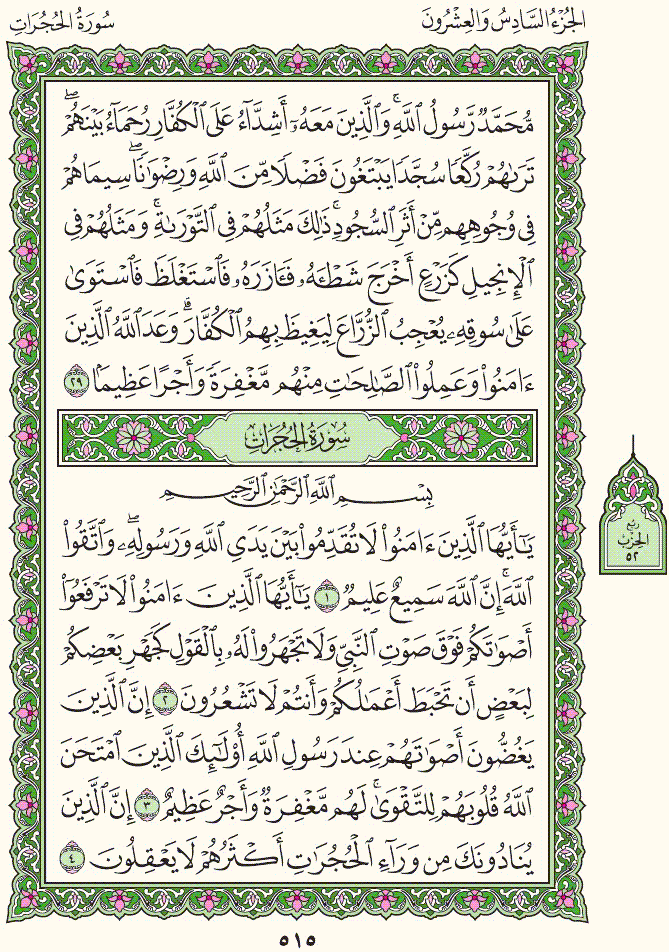 الجُزْءُ السَّادِسُ وَالعِشْرُونَ
سُورَةُ الحُجُرَاتِ
مُّحَمَّدٌ رَّسُولُ ٱللَّهِۚ وَٱلَّذِينَ مَعَهُۥٓ أَشِدَّآءُ عَلَى ٱلْكُفَّارِ رُحَمَآءُ بَيْنَهُمْۖ
تَرَىٰهُمْ رُكَّعًا سُجَّدًا يَبْتَغُونَ فَضْلًا مِّنَ ٱللَّهِ وَرِضْوَٰنًاۖ سِيمَاهُمْ
فِى وُجُوهِهِم مِّنْ أَثَرِ ٱلسُّجُودِۚ ذَٰلِكَ مَثَلُهُمْ فِى ٱلتَّوْرَىٰةِۚ وَمَثَلُهُمْ فِى
ٱلْإِنجِيلِ كَزَرْعٍ أَخْرَجَ شَطْـَٔهُۥ فَـَٔازَرَهُۥ فَٱسْتَغْلَظَ فَٱسْتَوَىٰ
عَلَىٰ سُوقِهِۦ يُعْجِبُ ٱلزُّرَّاعَ لِيَغِيظَ بِهِمُ ٱلْكُفَّارَۗ وَعَدَ ٱللَّهُ ٱلَّذِينَ
ءَامَنُوا۟ وَعَمِلُوا۟ ٱلصَّٰلِحَٰتِ مِنْهُم مَّغْفِرَةً وَأَجْرًا عَظِيمًۢا ٢٩
سُورَةُ الحُجُرَاتِ
بِسْمِ ٱللَّهِ ٱلرَّحْمَٰنِ ٱلرَّحِيمِ
يَٰٓأَيُّهَا ٱلَّذِينَ ءَامَنُوا۟ لَا تُقَدِّمُوا۟ بَيْنَ يَدَىِ ٱللَّهِ وَرَسُولِهِۦۖ وَٱتَّقُوا۟
ٱللَّهَۚ إِنَّ ٱللَّهَ سَمِيعٌ عَلِيمٌ ١ يَٰٓأَيُّهَا ٱلَّذِينَ ءَامَنُوا۟ لَا تَرْفَعُوٓا۟
أَصْوَٰتَكُمْ فَوْقَ صَوْتِ ٱلنَّبِىِّ وَلَا تَجْهَرُوا۟ لَهُۥ بِٱلْقَوْلِ كَجَهْرِ بَعْضِكُمْ
لِبَعْضٍ أَن تَحْبَطَ أَعْمَٰلُكُمْ وَأَنتُمْ لَا تَشْعُرُونَ ٢ إِنَّ ٱلَّذِينَ
يَغُضُّونَ أَصْوَٰتَهُمْ عِندَ رَسُولِ ٱللَّهِ أُو۟لَٰٓئِكَ ٱلَّذِينَ ٱمْتَحَنَ
ٱللَّهُ قُلُوبَهُمْ لِلتَّقْوَىٰۚ لَهُم مَّغْفِرَةٌ وَأَجْرٌ عَظِيمٌ ٣ إِنَّ ٱلَّذِينَ
يُنَادُونَكَ مِن وَرَآءِ ٱلْحُجُرَٰتِ أَكْثَرُهُمْ لَا يَعْقِلُونَ ٤
ربع
الحزب
٥٢
٥١٥